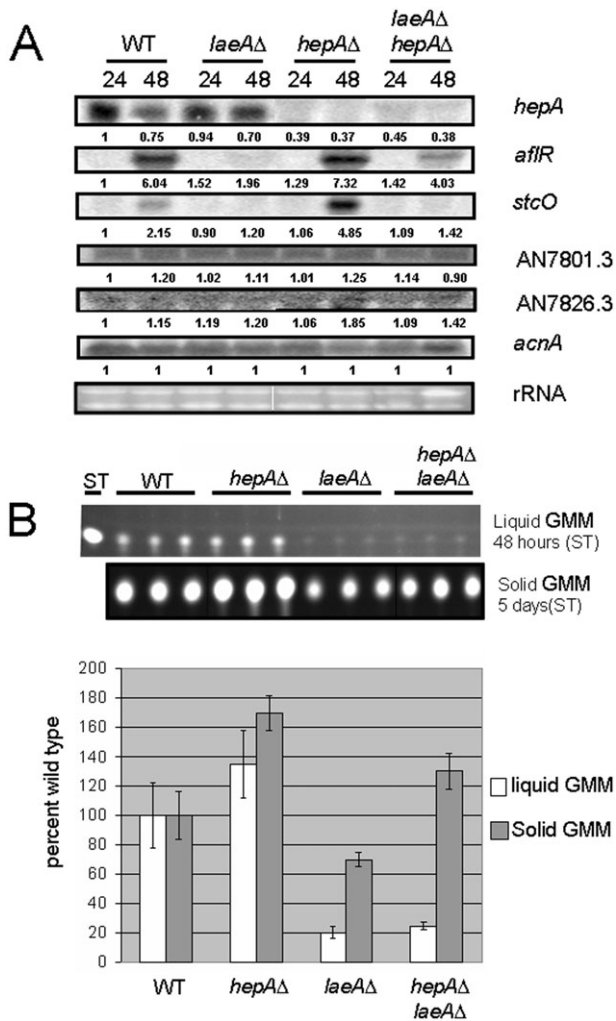 A
WT laeAΔ hepAΔ laeAΔ hepAΔ
24 48 24 48 24 48 24 48
hepA
1 0.75 0.94 0.70 0.39 0.37 0.45 0.38
aflR
1 6.04 1.52 1.96 1.29 7.32 1.42 4.03
stcO
1 2.15 0.90 1.20 1.06 4.85 1.09 1.42
AN7801.3
1 1.20 1.02 1.11 1.01 1.25 1.14 0.90
AN7826.3
1 1.15 1.19 1.20 1.06 1.85 1.09 1.42
acnA
1 1 1 1 1 1 1 1
rRNA
B
ST WT hepAΔ laeAΔ hepAΔ laeAΔ
Liquid GMM
48 hours (ST)
Solid GMM
5 days(ST)
percent wild type
200
180
160
140
120
100
80
60
40
20
0
liquid GMM
Solid GMM
WT hepAΔ laeAΔ hepAΔ
laeAΔ